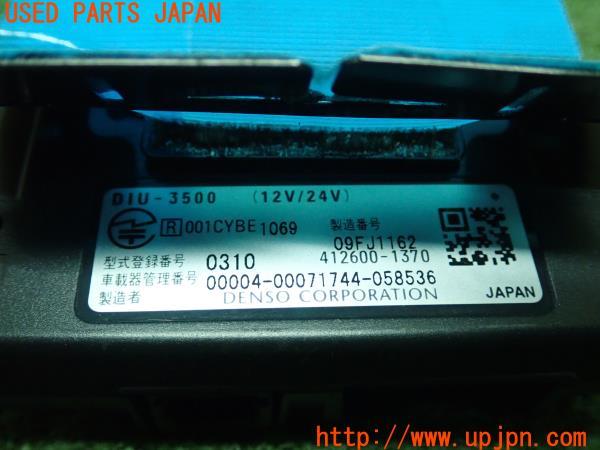 USED PARTS JAPAN
DIU-3500 (12V/24V)
R 001CYBE1069 製造番号
09FJ1162
型式登録番号 0310 412600-1370
車載器管理番号 00004-00071744-058536
製造者 DENSO CORPORATION
JAPAN
UPJ
http://www.upjpn.com/